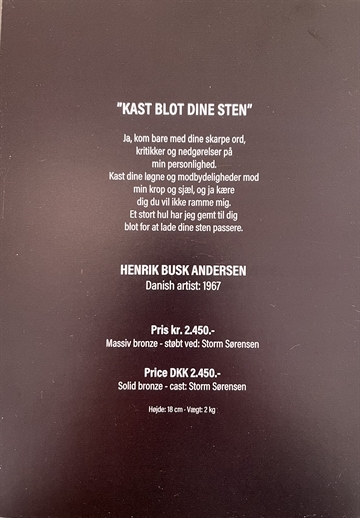 "KAST BLOT DINE STEN"
Ja, kom bare med dine skarpe ord,
kritikker og nedgørelser på
min personlighed.
Kast dine løgne og modbydeligheder mod
min krop og sjæl, og ja kære
dig du vil ikke ramme mig.
Et stort hul har jeg gemt til dig
blot for at lade dine sten passere.
HENRIK BUSK ANDERSEN
Danish artist: 1967
Pris kr. 2.450.-
Massiv bronze - støbt ved: Storm Sørensen
Price DKK 2.450.-
Solid bronze - cast: Storm Sørensen
Højde: 18 cm - Vægt: 2 kg